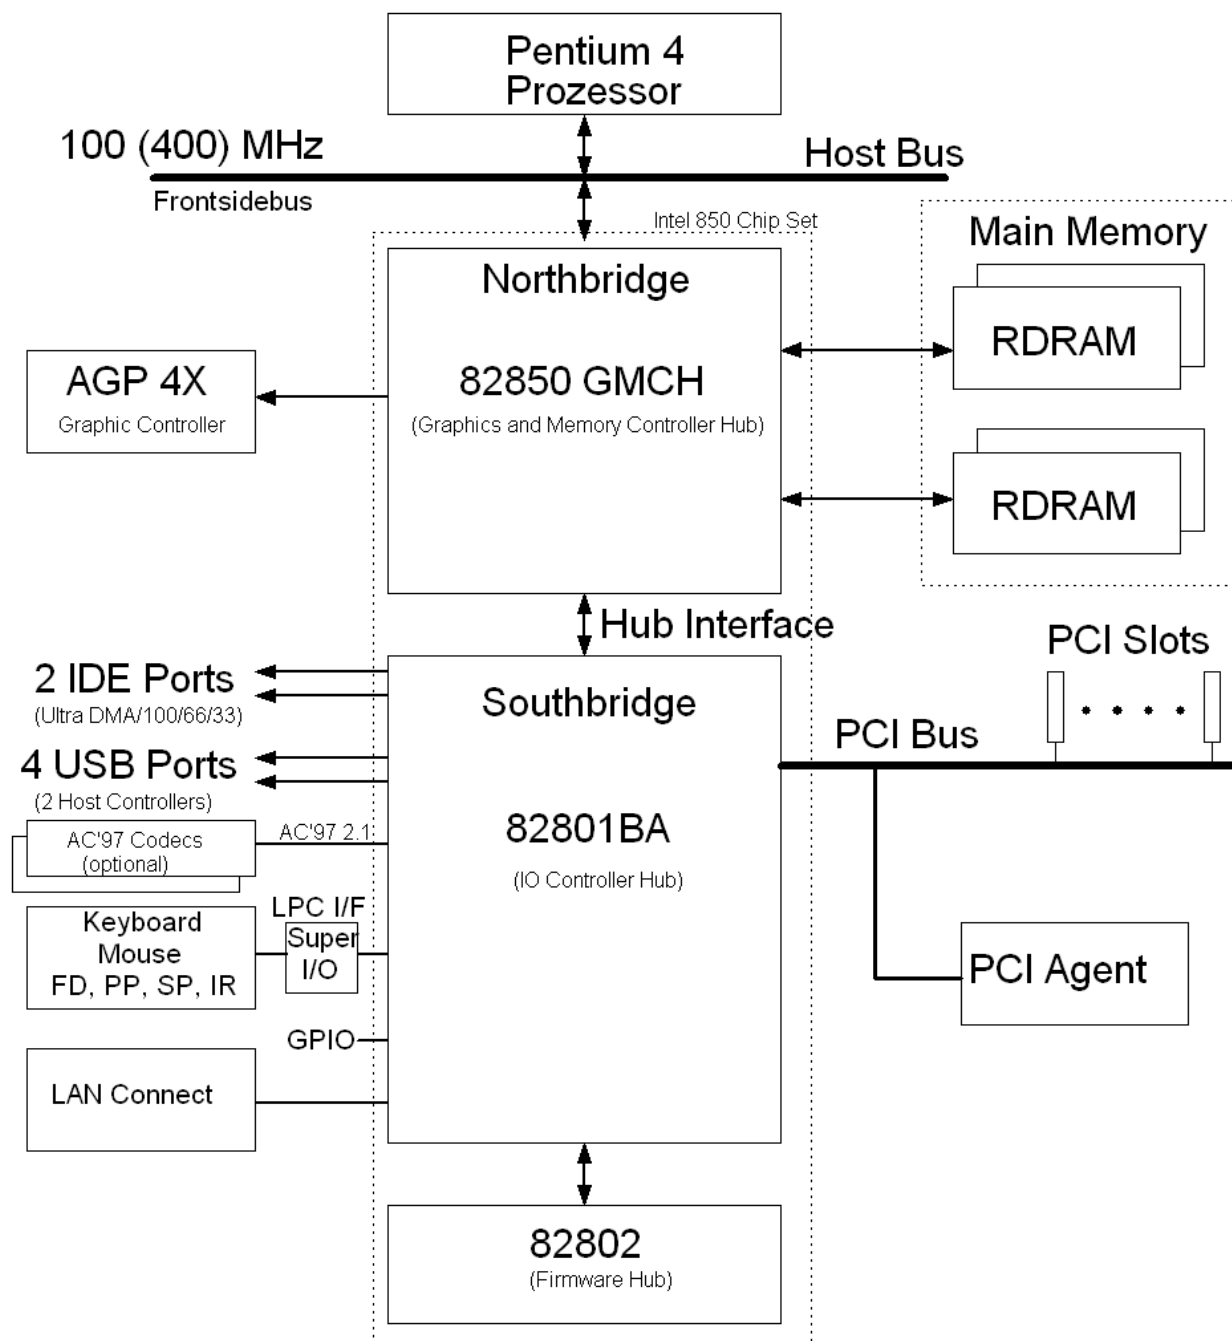 Pentium 4
Prozessor
100 (400) MHz
Host Bus
Frontsidebus
Intel 850 Chip Set
Main Memory
Northbridge
RDRAM
82850 GMCH
(Graphics and Memory Controller Hub)
AGP 4X
Graphic Controller
RDRAM
Hub Interface
PCI Slots
2 IDE Ports
(Ultra DMA/100/66/33)
Southbridge
PCI Bus
4 USB Ports
(2 Host Controllers)
AC'97 Codecs
(optional)
AC'97 2.1
82801BA
(IO Controller Hub)
LPC I/F
Super
I/O
Keyboard
Mouse
FD, PP, SP, IR
PCI Agent
GPIO
LAN Connect
82802
(Firmware Hub)